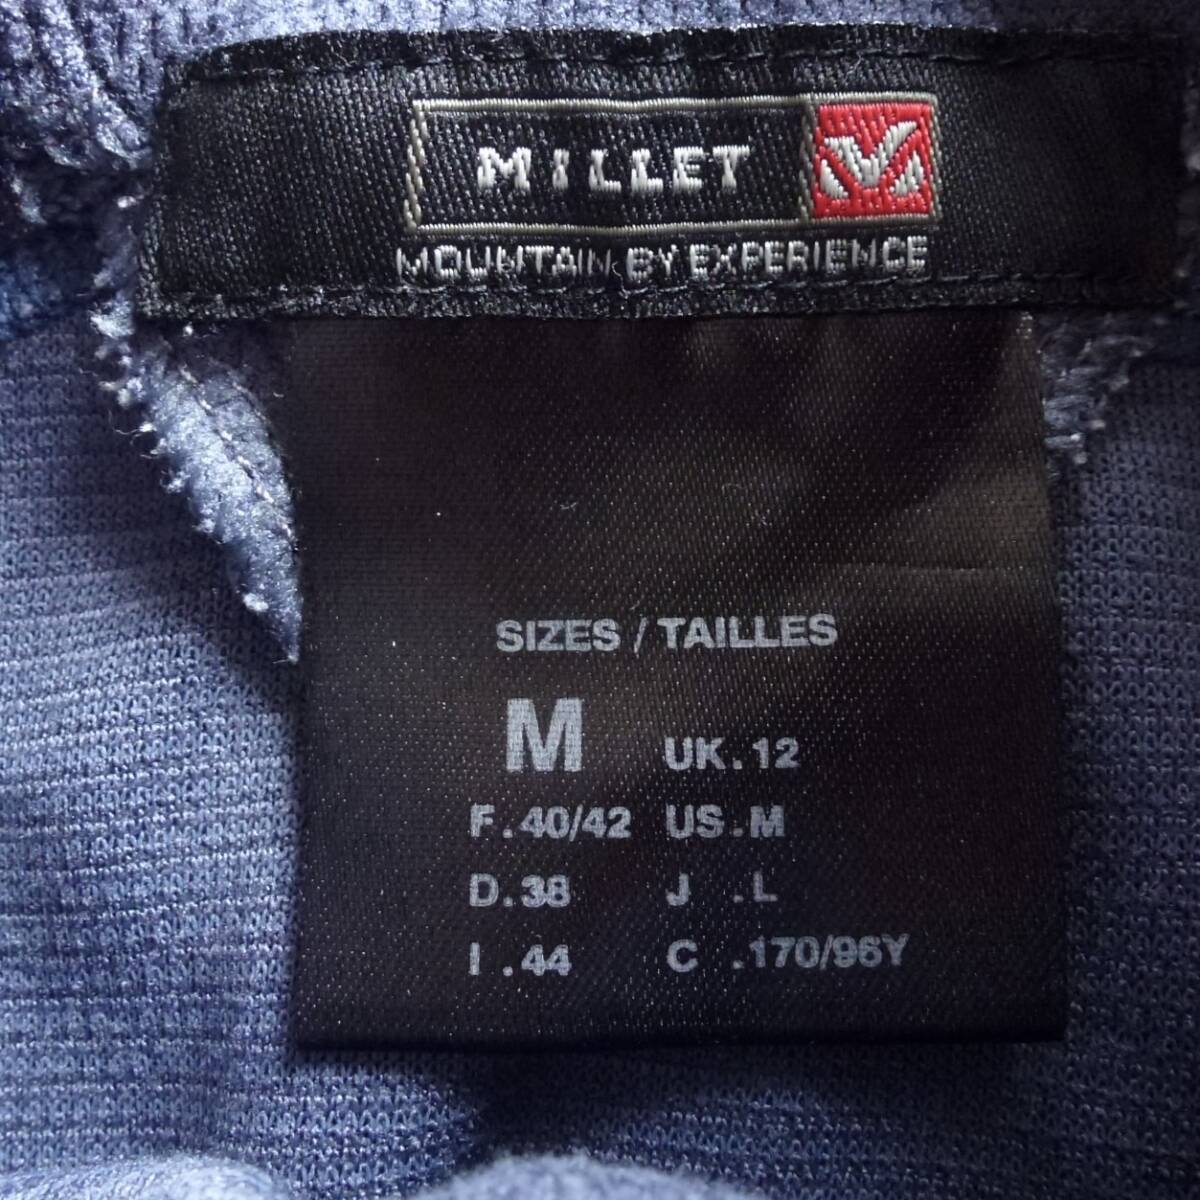 MILLET
MOUNTAIN BY EXPERIENCE
SIZES / TAILLES
M UK.12
F.40/42 US.M
D.38 J.L
I.44 C.170/96Y